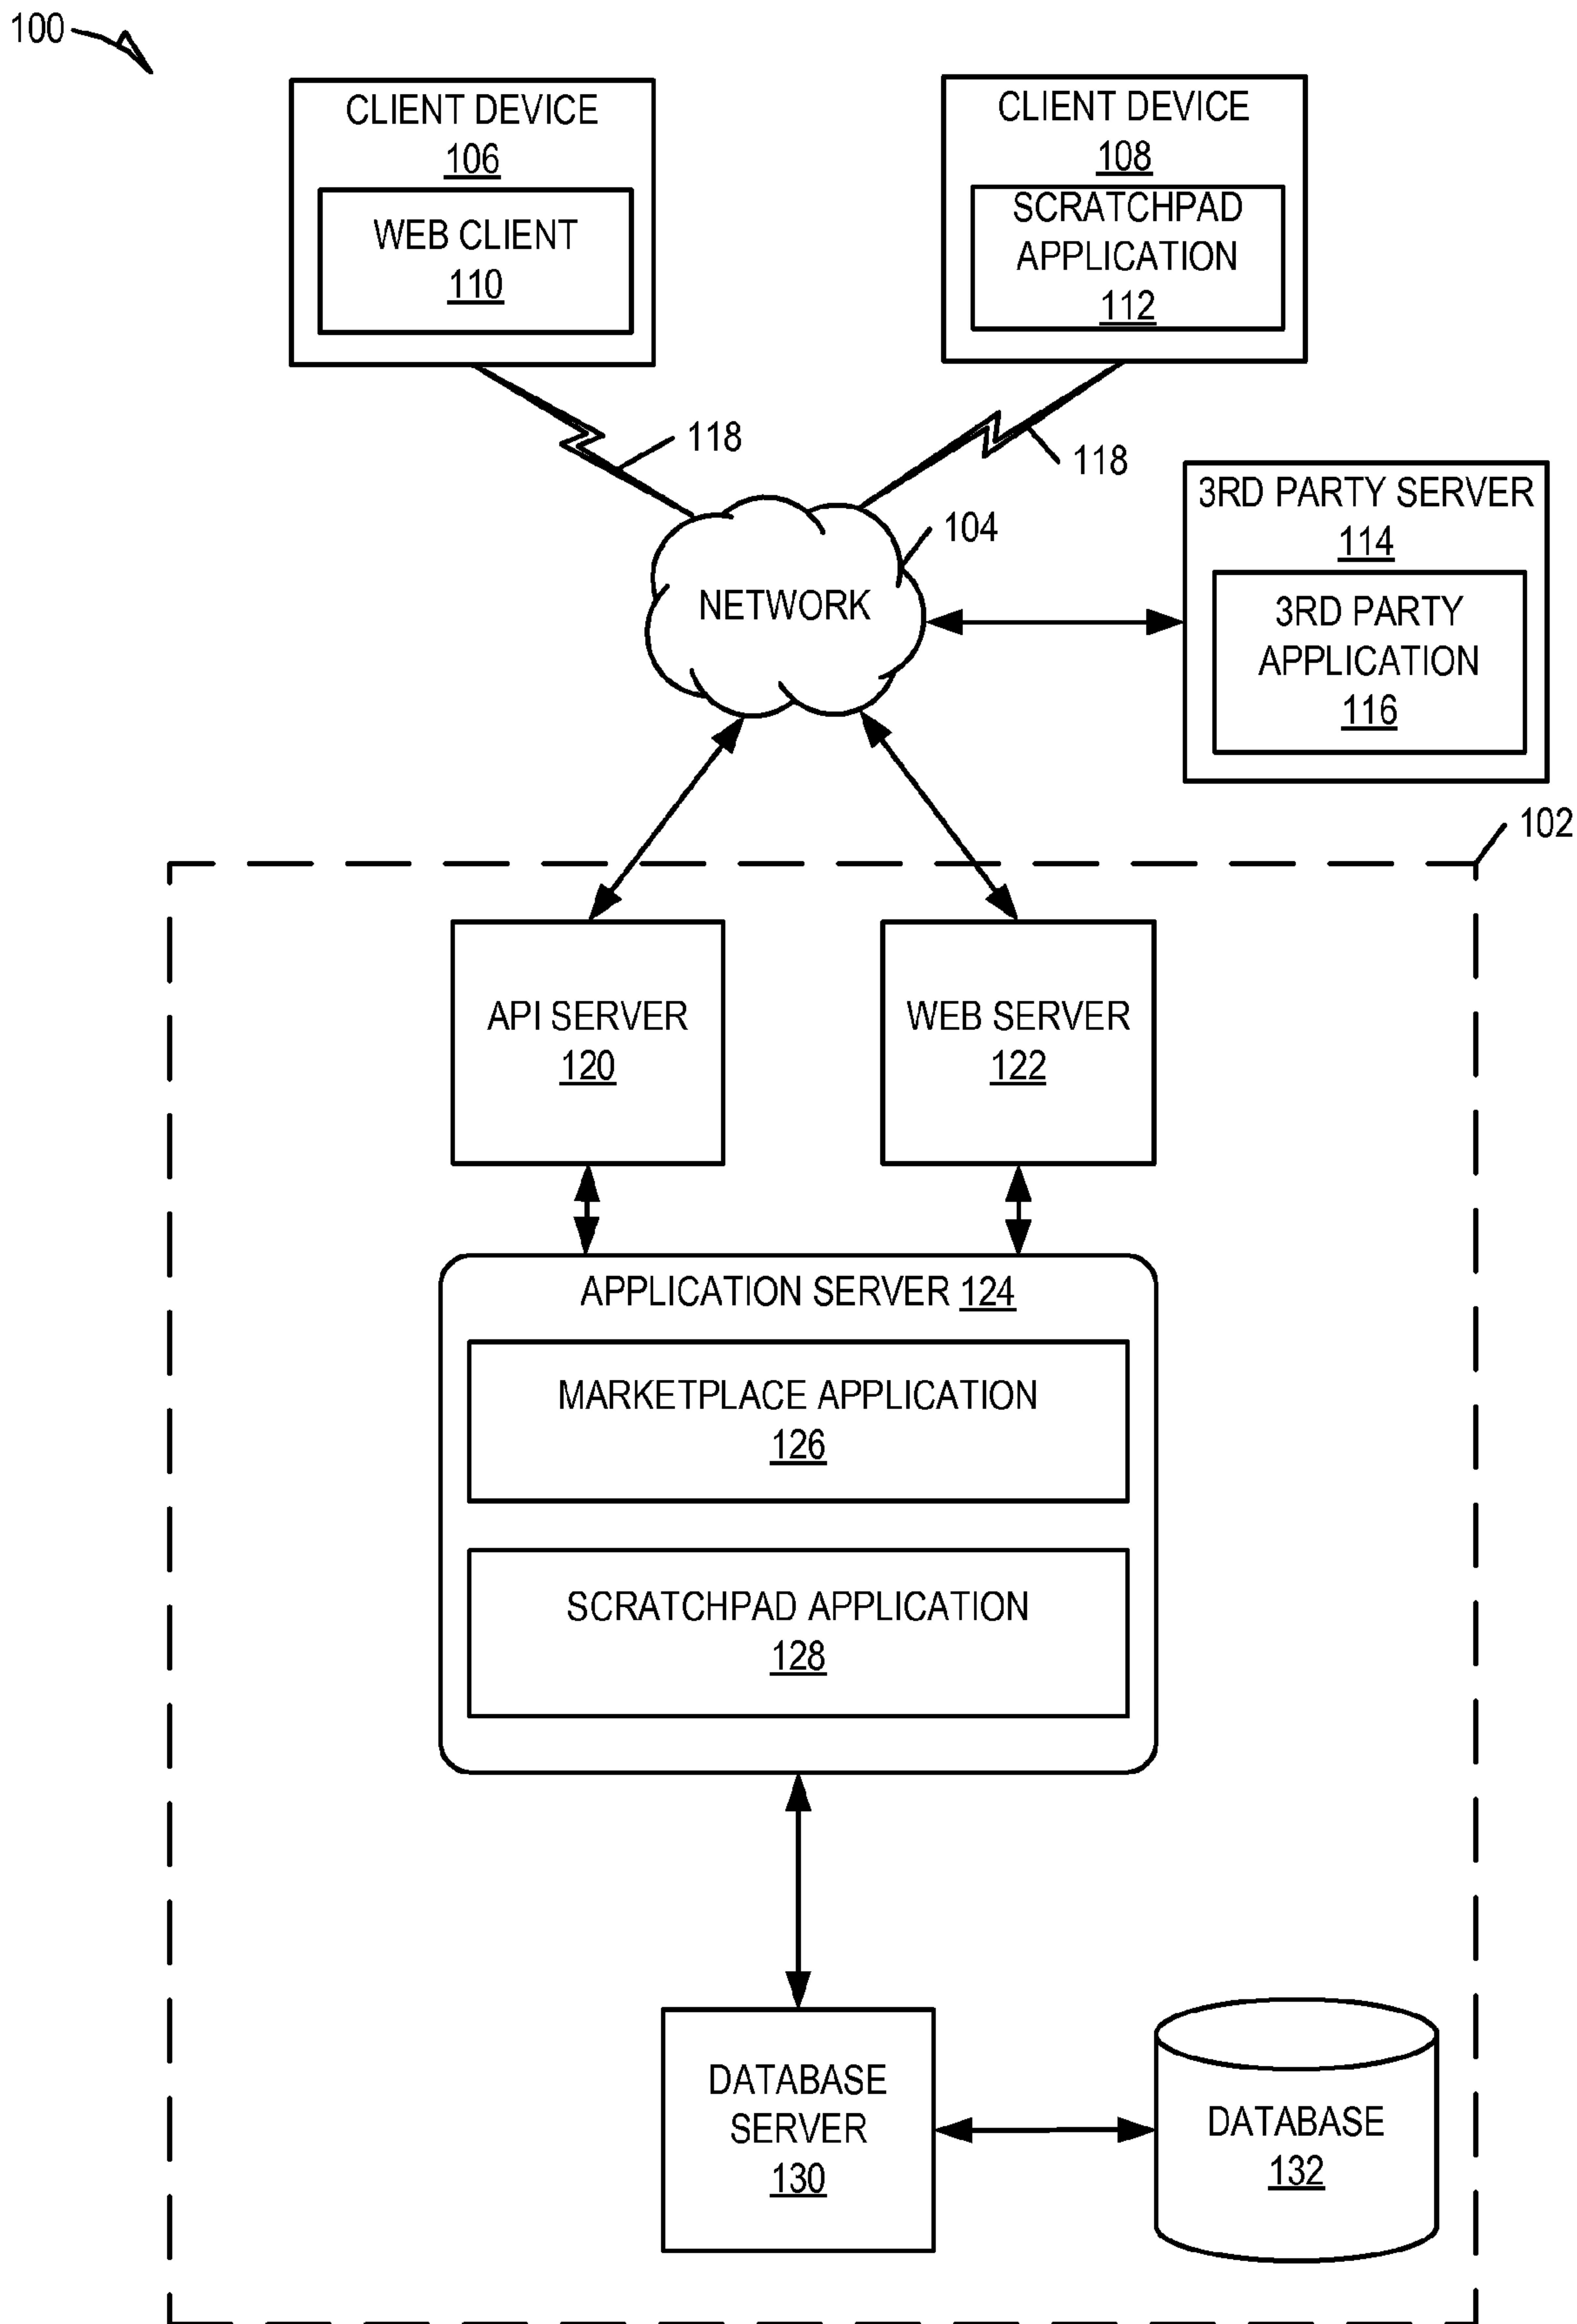 100
CLIENT DEVICE
106
WEB CLIENT
110
CLIENT DEVICE
108
SCRATCHPAD
APPLICATION
112
118
118
104
NETWORK
3RD PARTY SERVER
114
3RD PARTY
APPLICATION
116
102
API SERVER
120
WEB SERVER
122
APPLICATION SERVER 124
MARKETPLACE APPLICATION
126
SCRATCHPAD APPLICATION
128
DATABASE
SERVER
130
DATABASE
132